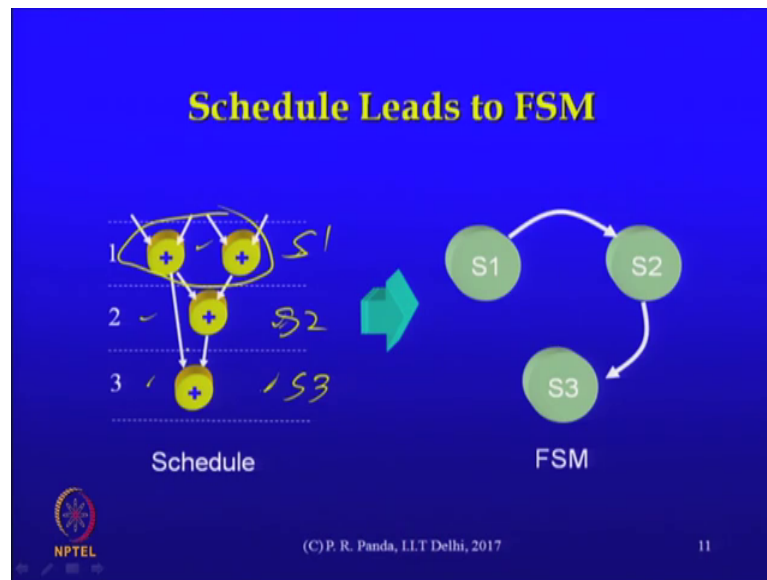 Schedule Leads to FSM
1 + + S1
2 + S2
3 + S3
Schedule
S1 S2
S3
FSM
NPTEL
(C) P. R. Panda, I.I.T Delhi, 2017
11